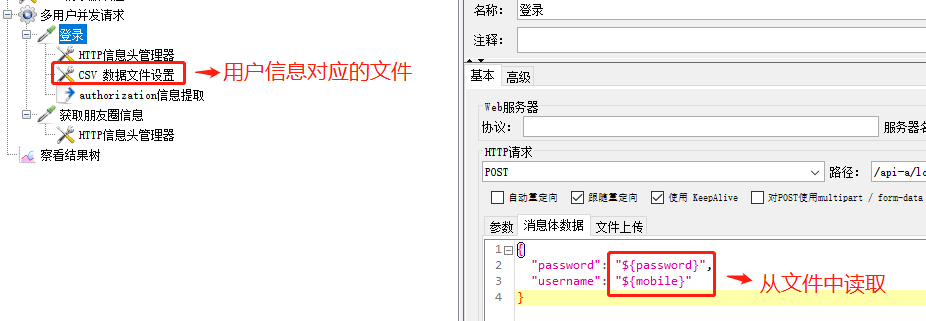 多用户并发请求
登录
HTTP信息头管理器
CSV 数据文件设置
用户信息对应的文件
authorization信息提取
获取朋友圈信息
HTTP信息头管理器
察看结果树
名称： 登录
注释：
基本 高级
Web服务器
协议： 服务器名
HTTP请求
POST 路径： /api-a/lo
自动重定向 跟随重定向 使用 KeepAlive 对POST使用multipart / form-data
参数 消息体数据 文件上传
1 {
2 "password": "${password}",
3 "username": "${mobile}"
从文件中读取
4 }